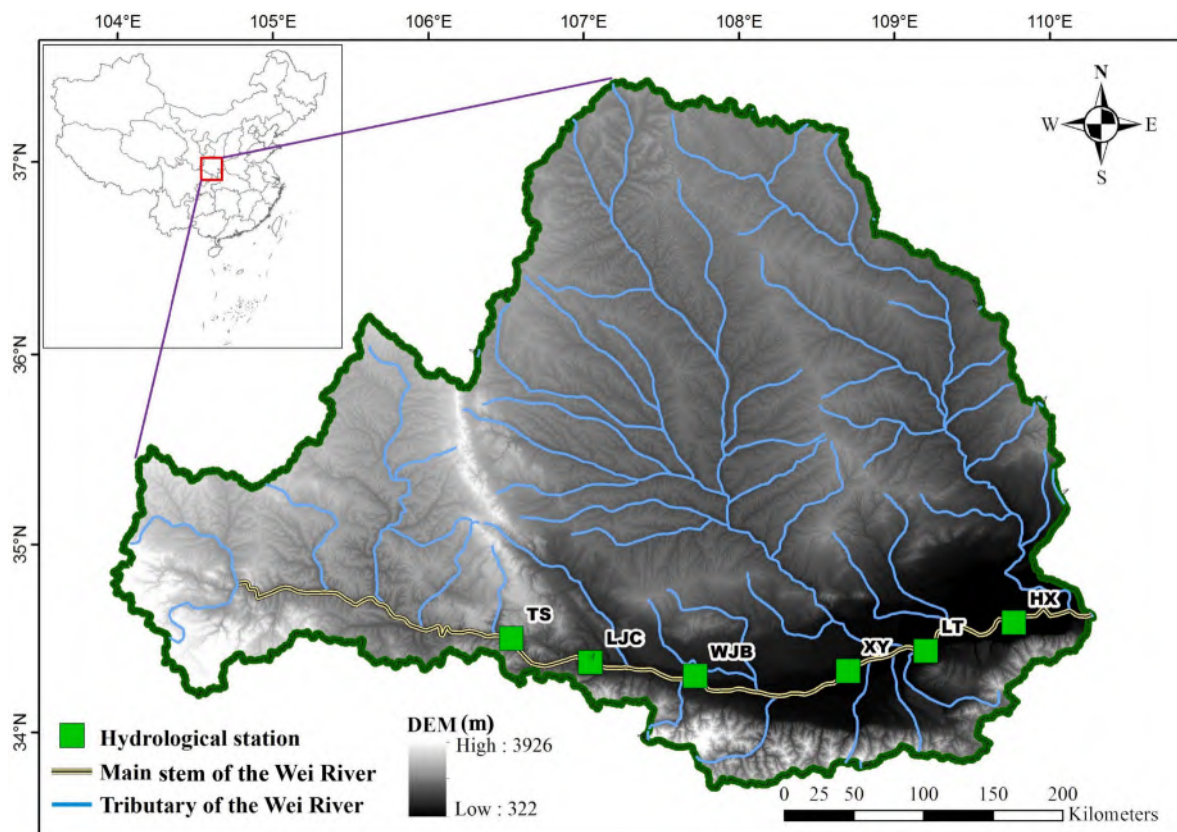 104°E 105°E 106°E 107°E 108°E 109°E 110°E
N
W E
S
37°N
36°N
35°N
34°N
TS
LJC
WJB
XY
LT
HX
Hydrological station
Main stem of the Wei River
Tributary of the Wei River
DEM (m)
High : 3926
Low : 322
0 25 50 100 150 200
Kilometers